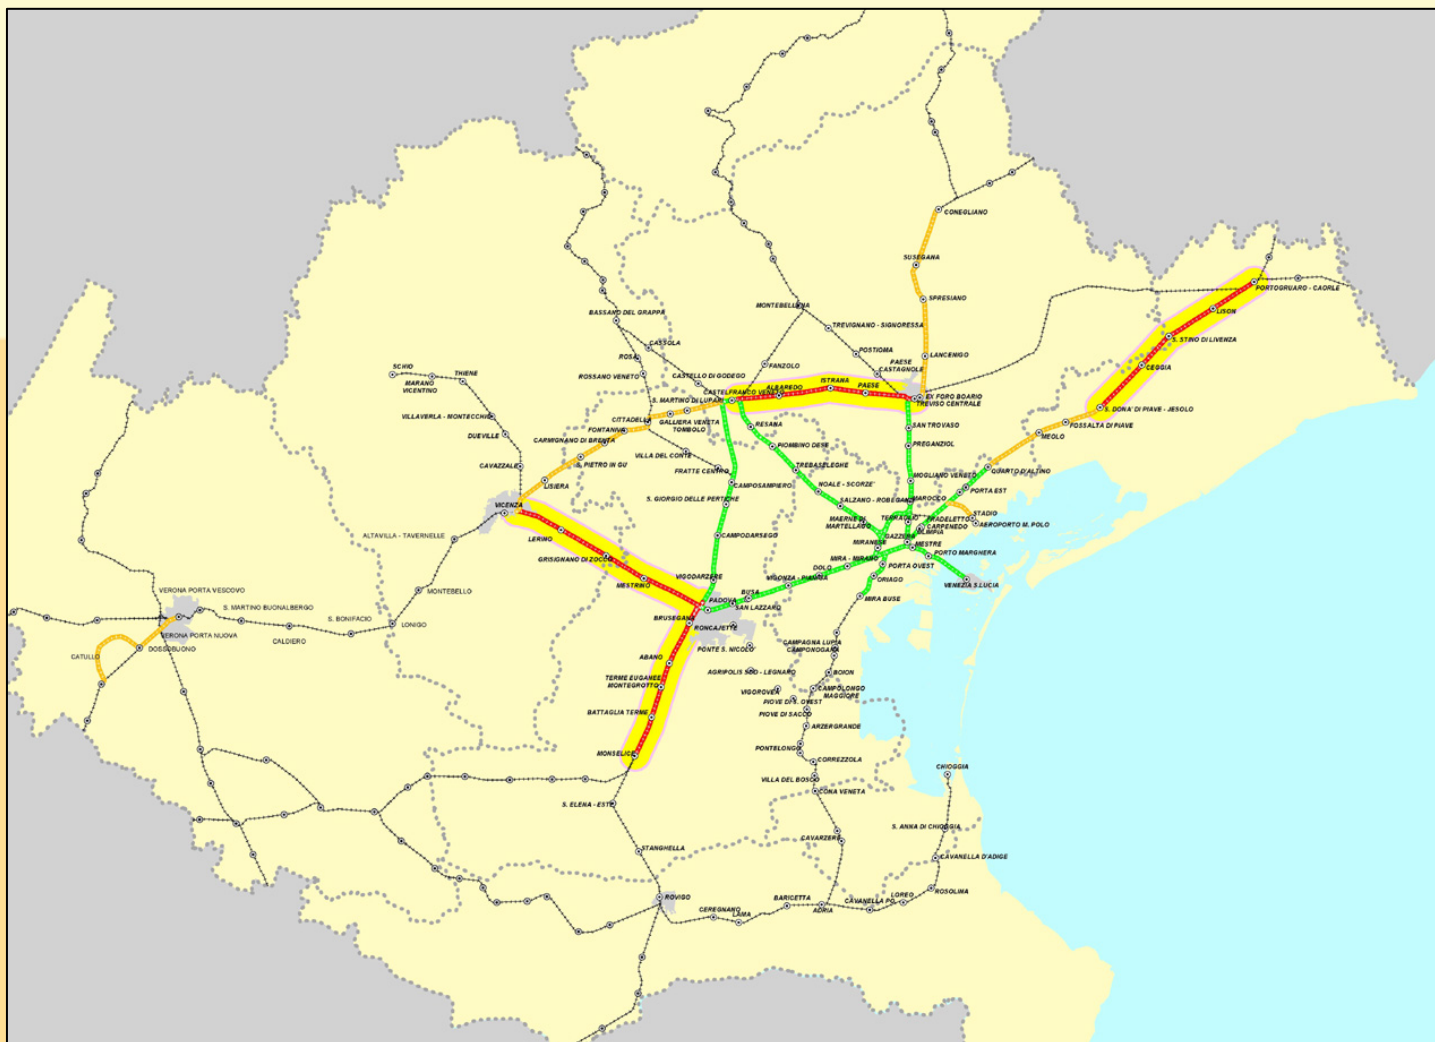 CONEGLIANO
SUSEGANA
PORTOGRUARO - CAORLE
SPRESIANO
MONTEBELLUNA
LISON
BASSANO DEL GRAPPA
TREVIGNANO - SIGNORESSA
S. STINO DI LIVENZA
CASSOLA
POSTIOMA
LANCENIGO
ROSA'
PAESE
CASTAGNOLE
FANZOLO
CEGGIA
SCHIO
THIENE
ROSSANO VENETO
CASTELLO DI GODEGO
MARANO
VICENTINO
ISTRANA
ALBAREDO
PAESE
CASTELFRANCO VENETO
EX FORO BOARIO
TREVISO CENTRALE
S. MARTINO DI LUPARI
S. DONA' DI PIAVE - JESOLO
VILLAVERLA - MONTECCHIO
CITTADELLA
GALLIERA VENETA
TOMBOLO
RESANA
FOSSALTA DI PIAVE
FONTANIVA
SAN TROVASO
DUEVILLE
CARMIGNANO DI BRENTA
MEOLO
PIOMBINO DESE
PREGANZIOL
VILLA DEL CONTE
CAVAZZALE
S. PIETRO IN GU
FRATTE CENTRO
TREBASELEGHE
QUARTO D'ALTINO
MOGLIANO VENETO
LISIERA
CAMPOSAMPIERO
NOALE - SCORZE'
PORTA EST
S. GIORGIO DELLE PERTICHE
SALZANO - ROBEGANO
MAROCCO
VICENZA
STADIO
MAERNE DI
MARTELLAGO
TERRAGLIO
PRADELETTO
AEROPORTO M. POLO
CARPENEDO
OLIMPIA
LERINO
ALTAVILLA - TAVERNELLE
CAMPODARSEGO
GAZZERA
MIRANESE
MESTRE
GRISIGNANO DI ZOCCO
MIRA - MIRANO
PORTO MARGHERA
DOLO
PORTA OVEST
MESTRINO
VIGODARZERE
VIGONZA - PIANIGA
ORIAGO
VENEZIA S.LUCIA
VERONA PORTA VESCOVO
MONTEBELLO
BUSA
MIRA BUSE
PADOVA
SAN LAZZARO
S. MARTINO BUONALBERGO
BRUSEGANA
S. BONIFACIO
LONIGO
RONCAJETTE
VERONA PORTA NUOVA
CALDIERO
CAMPAGNA LUPIA
CAMPONOGARA
DOSSOBUONO
PONTE S. NICOLO'
CATULLO
ABANO
AGRIPOLIS SUD - LEGNARO
BOION
TERME EUGANEE
MONTEGROTTO
CAMPOLONGO
MAGGIORE
VIGOROVEA
PIOVE DI S. OVEST
BATTAGLIA TERME
PIOVE DI SACCO
ARZERGRANDE
PONTELONGO
MONSELICE
CORREZZOLA
CHIOGGIA
VILLA DEL BOSCO
CONA VENETA
S. ELENA - ESTE
S. ANNA DI CHIOGGIA
CAVARZERE
STANGHELLA
CAVANELLA D'ADIGE
ROSOLINA
LOREO
ROVIGO
BARICETTA
CAVANELLA PO
CEREGNANO
ADRIA
LAMA